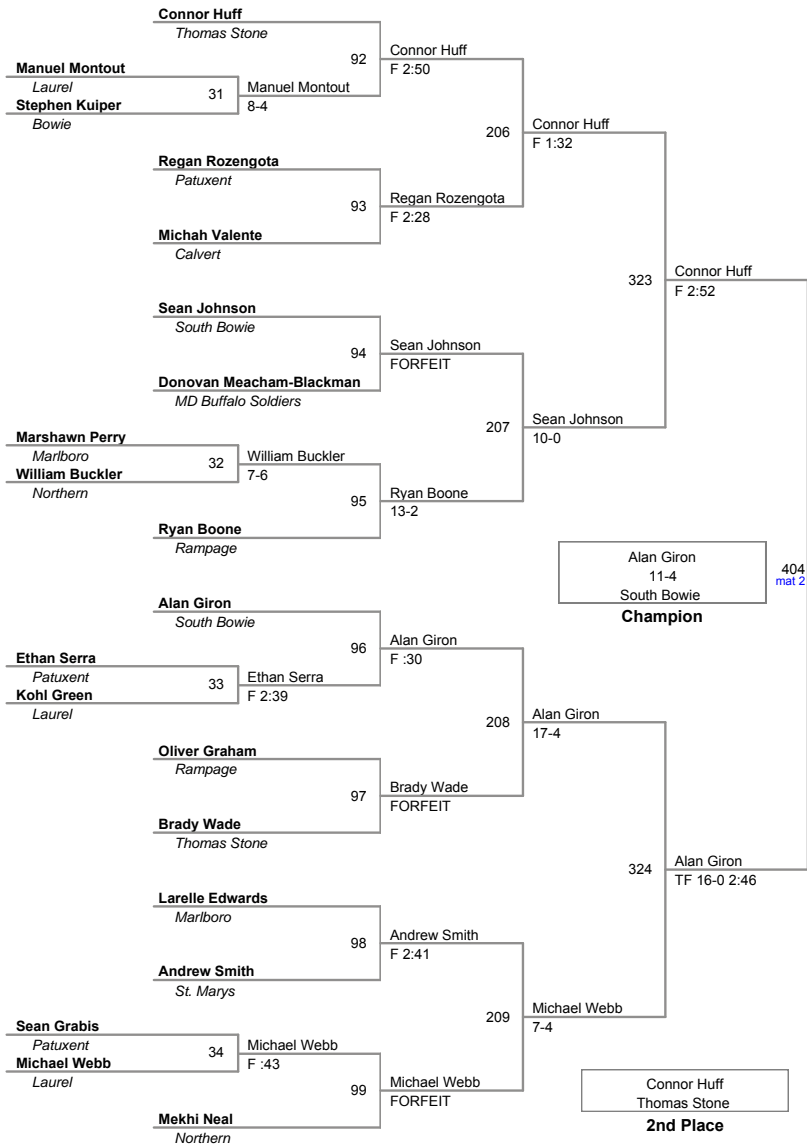 Connor Huff
Thomas Stone
92
Connor Huff
F 2:50
Manuel Montout
Laurel
31
Manuel Montout
8-4
Stephen Kuiper
Bowie
206
Connor Huff
F 1:32
Regan Rozengota
Patuxent
93
Regan Rozengota
F 2:28
Michah Valente
Calvert
323
Connor Huff
F 2:52
Sean Johnson
South Bowie
94
Sean Johnson
FORFEIT
Donovan Meacham-Blackman
MD Buffalo Soldiers
207
Sean Johnson
10-0
Marshawn Perry
Marlboro
32
William Buckler
7-6
William Buckler
Northern
95
Ryan Boone
13-2
Ryan Boone
Rampage
Alan Giron
11-4
South Bowie
Champion
404
mat 2
Alan Giron
South Bowie
96
Alan Giron
F :30
Ethan Serra
Patuxent
33
Ethan Serra
F 2:39
Kohl Green
Laurel
208
Alan Giron
17-4
Oliver Graham
Rampage
97
Brady Wade
FORFEIT
Brady Wade
Thomas Stone
324
Alan Giron
TF 16-0 2:46
Larelle Edwards
Marlboro
98
Andrew Smith
F 2:41
Andrew Smith
St. Marys
209
Michael Webb
7-4
Sean Grabis
Patuxent
34
Michael Webb
F :43
Michael Webb
Laurel
99
Michael Webb
FORFEIT
Mekhi Neal
Northern
Connor Huff
Thomas Stone
2nd Place